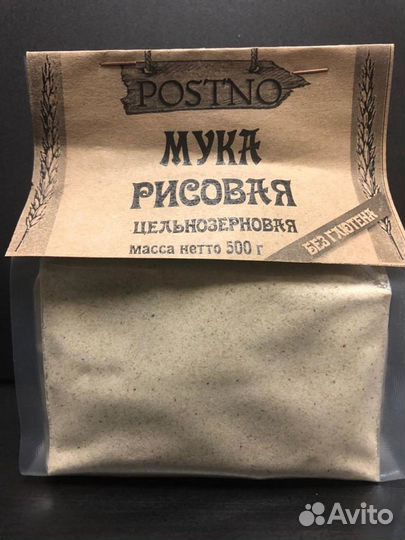 POSTNO
МУКА
РИСОВАЯ
ЦЕЛЬНОЗЕРНОВАЯ
масса нетто 500 г
БЕЗ ГЛЮТЕНА
Avito